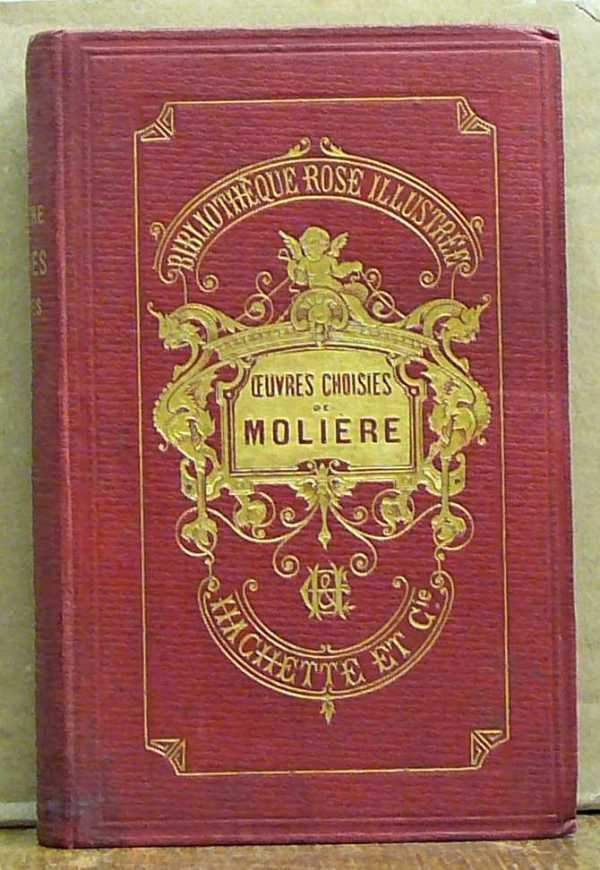 BIBLIOTHÈQUE ROSE ILLUSTRÉE
ŒUVRES CHOISIES
DE
MOLIÈRE
H&C
HACHETTE ET Cie